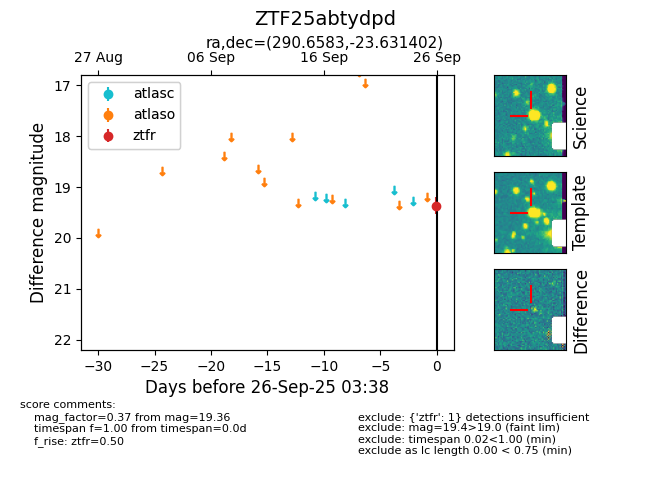 ZTF25abtydpd
ra,dec=(290.6583,-23.631402)
27 Aug
06 Sep
16 Sep
26 Sep
atlasc
atlaso
ztfr
17
18
19
20
21
22
Difference magnitude
−30
−25
−20
−15
−10
−5
0
Days before 26-Sep-25 03:38
Science
Template
Difference
score comments:
mag_factor=0.37 from mag=19.36
timespan f=1.00 from timespan=0.0d
f_rise: ztfr=0.50
exclude: {'ztfr': 1} detections insufficient
exclude: mag=19.4>19.0 (faint lim)
exclude: timespan 0.02<1.00 (min)
exclude as lc length 0.00 < 0.75 (min)